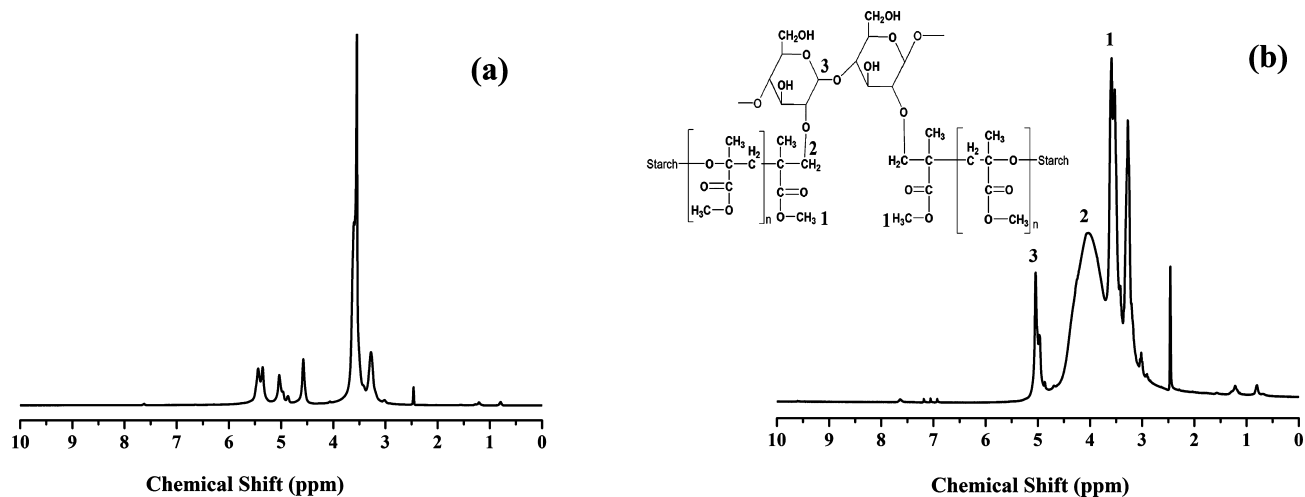 (a)
10 9 8 7 6 5 4 3 2 1 0
Chemical Shift (ppm)
(b)
CH₂OH
O
O
CH₂OH
O
3
OH
O
OH
O
O
O
1
CH₃
H₂
CH₃
2
CH₃
H₂
CH₃
Starch
O
C
C
C
CH₂
H₂C
C
C
C
O
Starch
O
C
C
O
C
O
O
C
H₃C
O
n
O
CH₃
1
1
H₃C
O
O
CH₃
n
2
3
10 9 8 7 6 5 4 3 2 1 0
Chemical Shift (ppm)